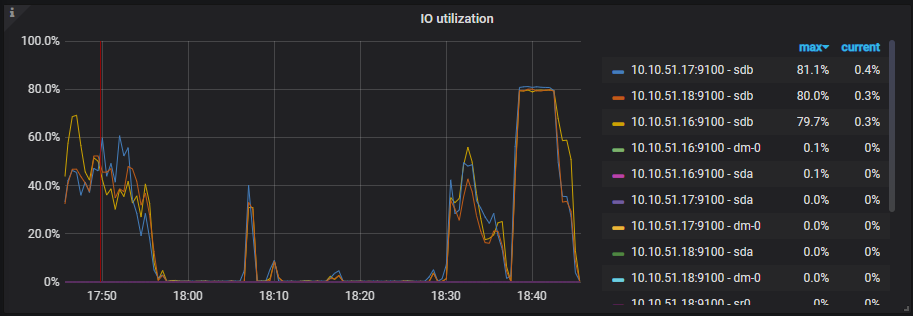 i
IO utilization
100.0%
80.0%
60.0%
40.0%
20.0%
0%
17:50 18:00 18:10 18:20 18:30 18:40
max current
10.10.51.17:9100 - sdb 81.1% 0.4%
10.10.51.18:9100 - sdb 80.0% 0.3%
10.10.51.16:9100 - sdb 79.7% 0.3%
10.10.51.16:9100 - dm-0 0.1% 0%
10.10.51.16:9100 - sda 0.1% 0%
10.10.51.17:9100 - sda 0.0% 0%
10.10.51.17:9100 - dm-0 0.0% 0%
10.10.51.18:9100 - sda 0.0% 0%
10.10.51.18:9100 - dm-0 0.0% 0%
10.10.51.18:9100 - sr0 0% 0%